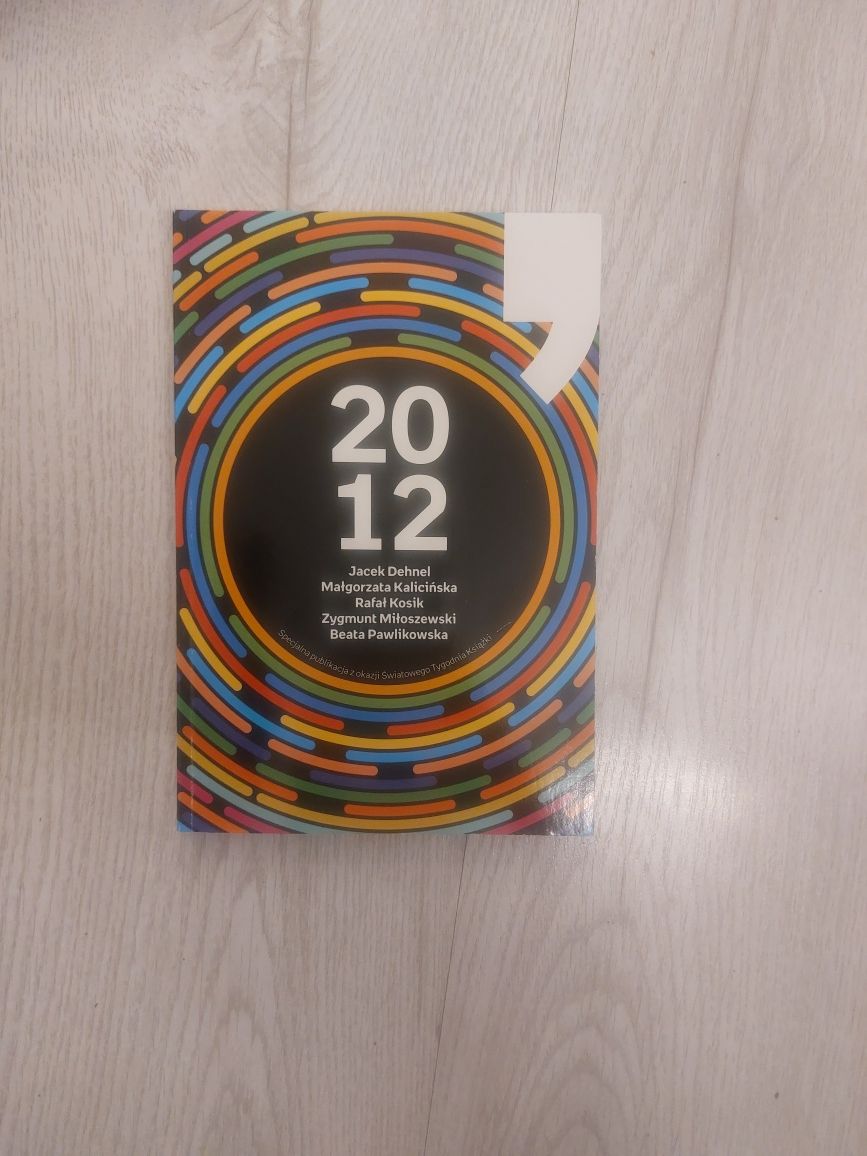 20
12
Jacek Dehnel
Małgorzata Kalicińska
Rafał Kosik
Zygmunt Miłoszewski
Beata Pawlikowska
Specjalna publikacja z okazji Światowego Tygodnia Książki